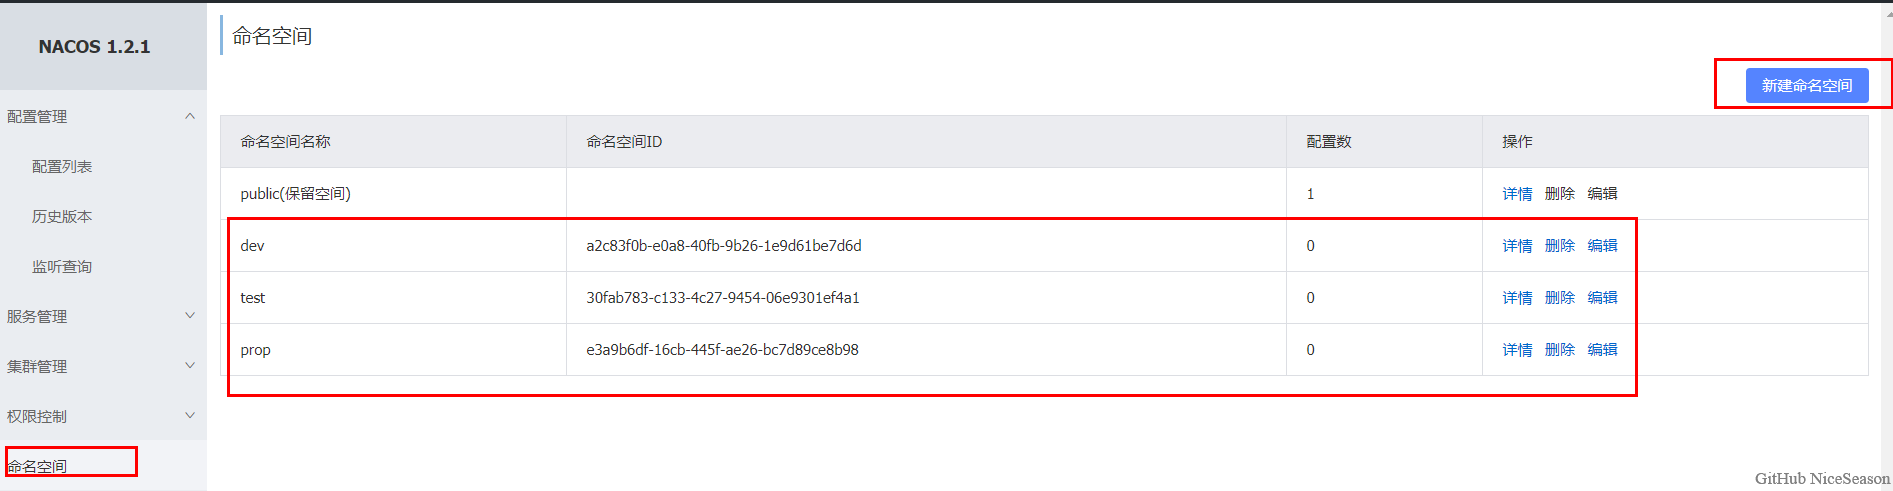 NACOS 1.2.1
配置管理
配置列表
历史版本
监听查询
服务管理
集群管理
权限控制
命名空间
命名空间
新建命名空间
命名空间名称 命名空间ID 配置数 操作
public(保留空间) 1 详情 删除 编辑
dev a2c83f0b-e0a8-40fb-9b26-1e9d61be7d6d 0 详情 删除 编辑
test 30fab783-c133-4c27-9454-06e9301ef4a1 0 详情 删除 编辑
prop e3a9b6df-16cb-445f-ae26-bc7d89ce8b98 0 详情 删除 编辑
GitHub NiceSeason